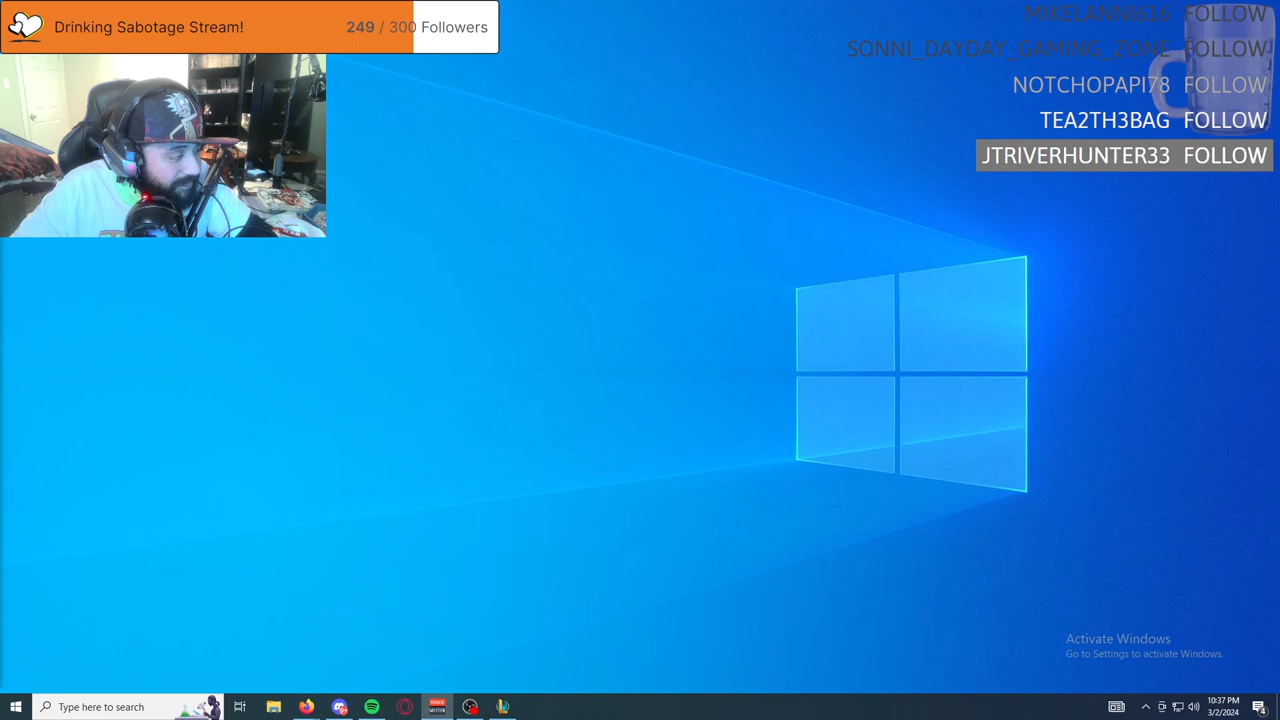 Drinking Sabotage Stream! 249 / 300 Followers
MIKELANNI616 FOLLOW
SONNI_DAYDAY_GAMING_ZONE FOLLOW
NOTCHOPAPI78 FOLLOW
TEA2TH3BAG FOLLOW
JTRIVERHUNTER33 FOLLOW
Activate Windows
Go to Settings to activate Windows.
Type here to search
10:37 PM
3/2/2024
4